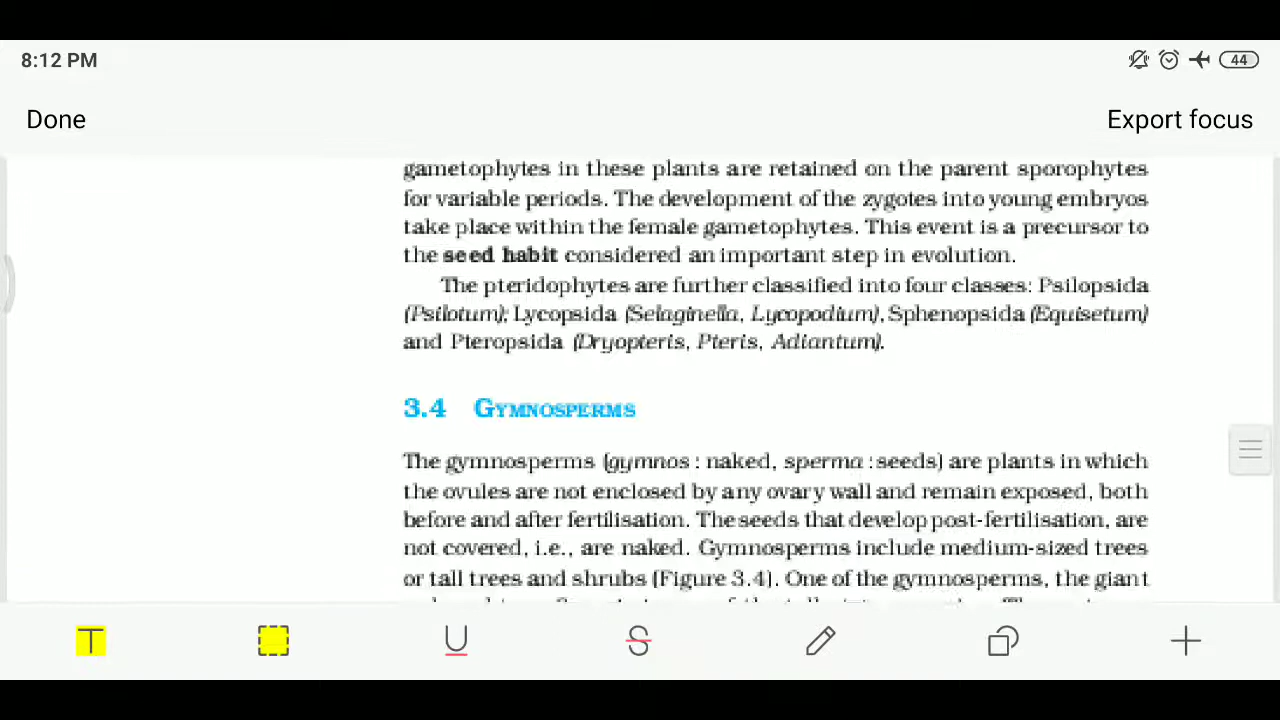 8:12 PM
44
Done
Export focus
gametophytes in these plants are retained on the parent sporophytes
for variable periods. The development of the zygotes into young embryos
take place within the female gametophytes. This event is a precursor to
the seed habit considered an important step in evolution.
The pteridophytes are further classified into four classes: Psilopsida
(Psilotum); Lycopsida (Selaginella, Lycopodium), Sphenopsida (Equisetum)
and Pteropsida (Dryopteris, Pteris, Adiantum).
3.4 GYMNOSPERMS
The gymnosperms (gymnos : naked, sperma : seeds) are plants in which
the ovules are not enclosed by any ovary wall and remain exposed, both
before and after fertilisation. The seeds that develop post-fertilisation, are
not covered, i.e., are naked. Gymnosperms include medium-sized trees
or tall trees and shrubs (Figure 3.4). One of the gymnosperms, the giant
T
U
S